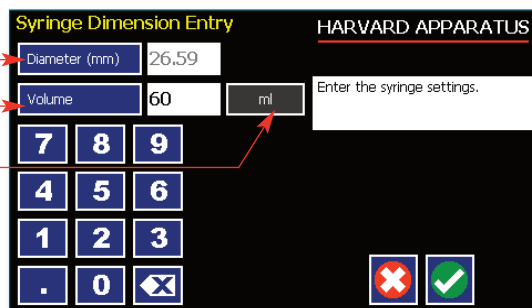 Syringe Dimension Entry
HARVARD APPARATUS
Diameter (mm) 26.59
Volume 60 ml
Enter the syringe settings.
7 8 9
4 5 6
1 2 3
. 0